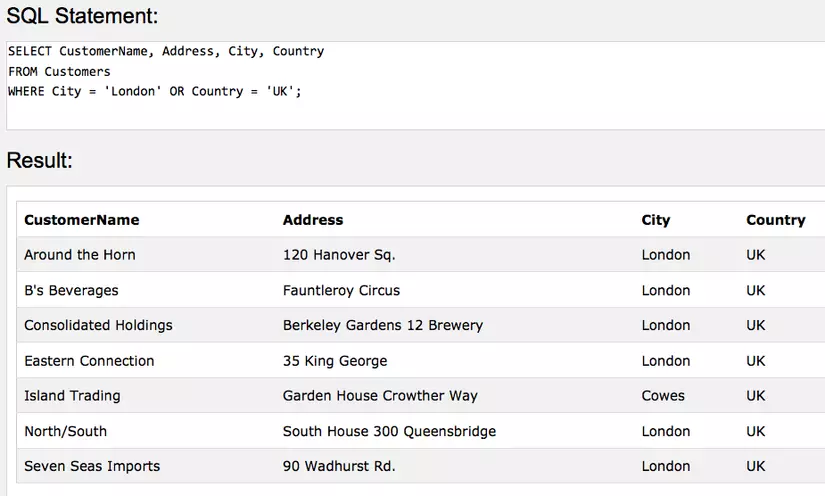 SQL Statement:
SELECT CustomerName, Address, City, Country
FROM Customers
WHERE City = 'London' OR Country = 'UK';
Result:
CustomerName Address City Country
Around the Horn 120 Hanover Sq. London UK
B's Beverages Fauntleroy Circus London UK
Consolidated Holdings Berkeley Gardens 12 Brewery London UK
Eastern Connection 35 King George London UK
Island Trading Garden House Crowther Way Cowes UK
North/South South House 300 Queensbridge London UK
Seven Seas Imports 90 Wadhurst Rd. London UK